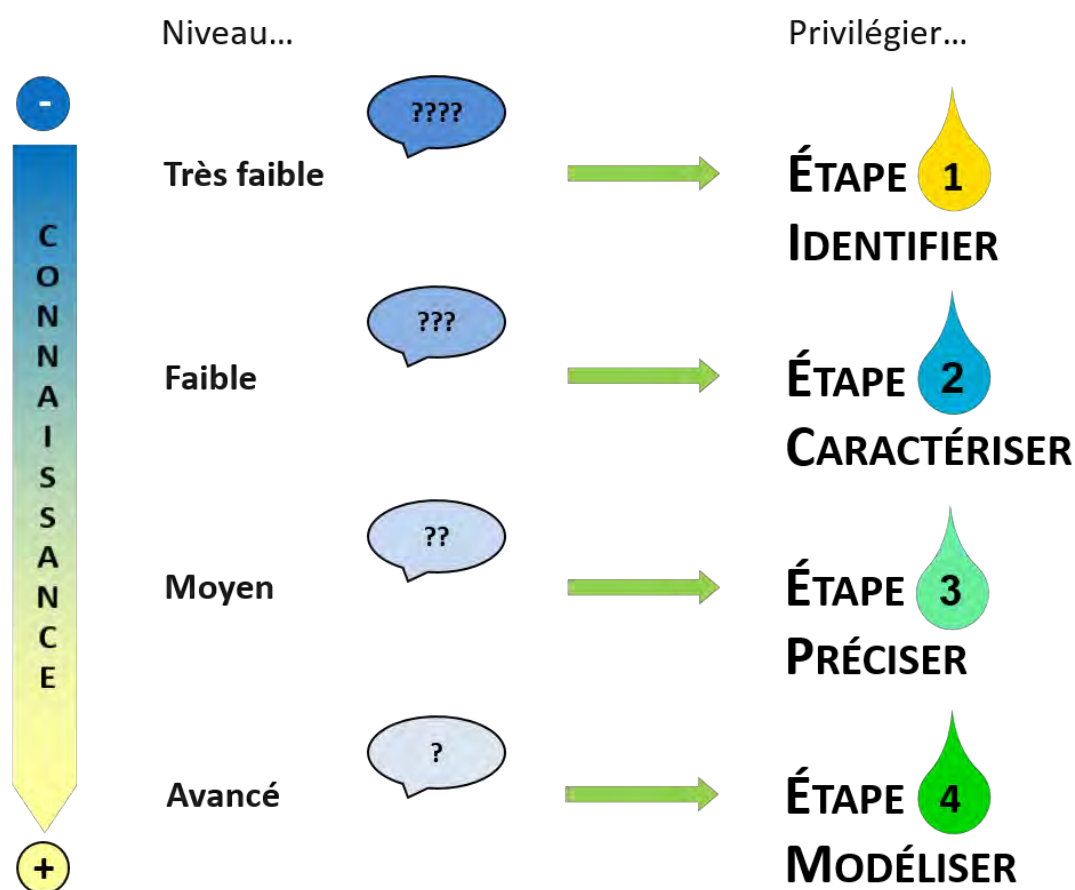 Niveau...
Privilégier...
-
CONNAISSANCE
+
????
Très faible
ÉTAPE 1
IDENTIFIER
???
Faible
ÉTAPE 2
CARACTÉRISER
??
Moyen
ÉTAPE 3
PRÉCISER
?
Avancé
ÉTAPE 4
MODÉLISER